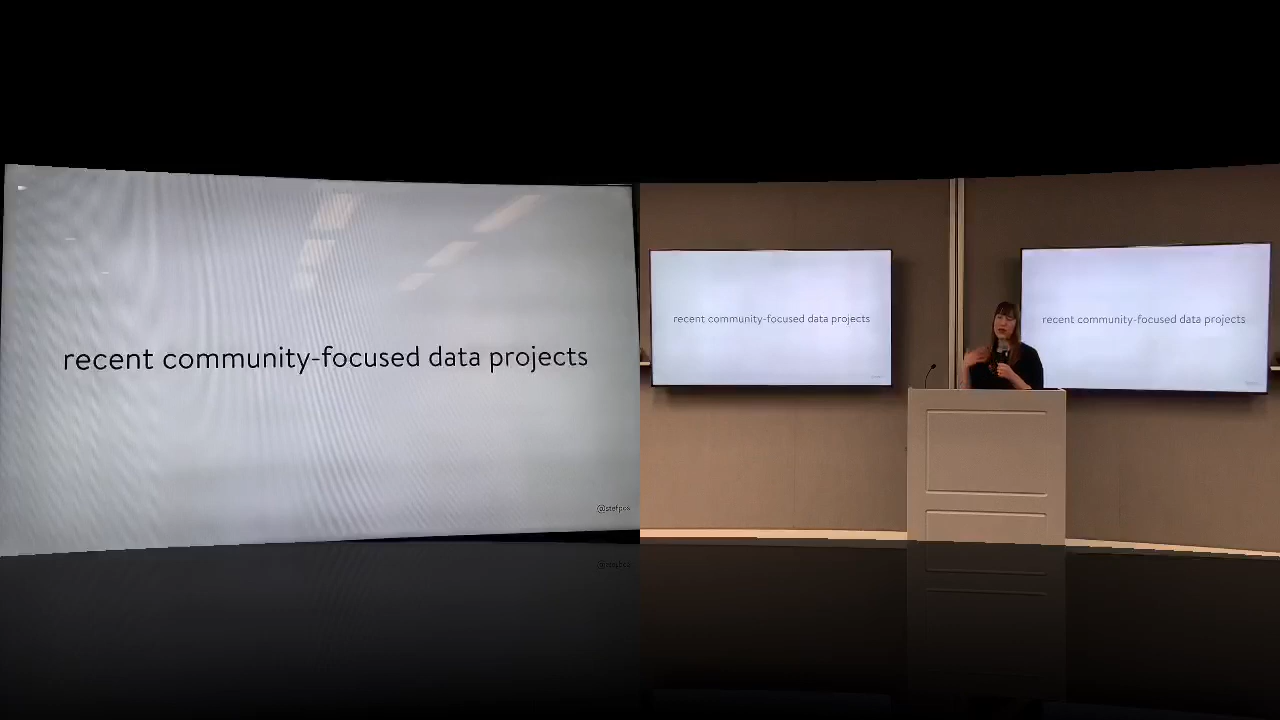 recent community-focused data projects
@stefpos
recent community-focused data projects
recent community-focused data projects